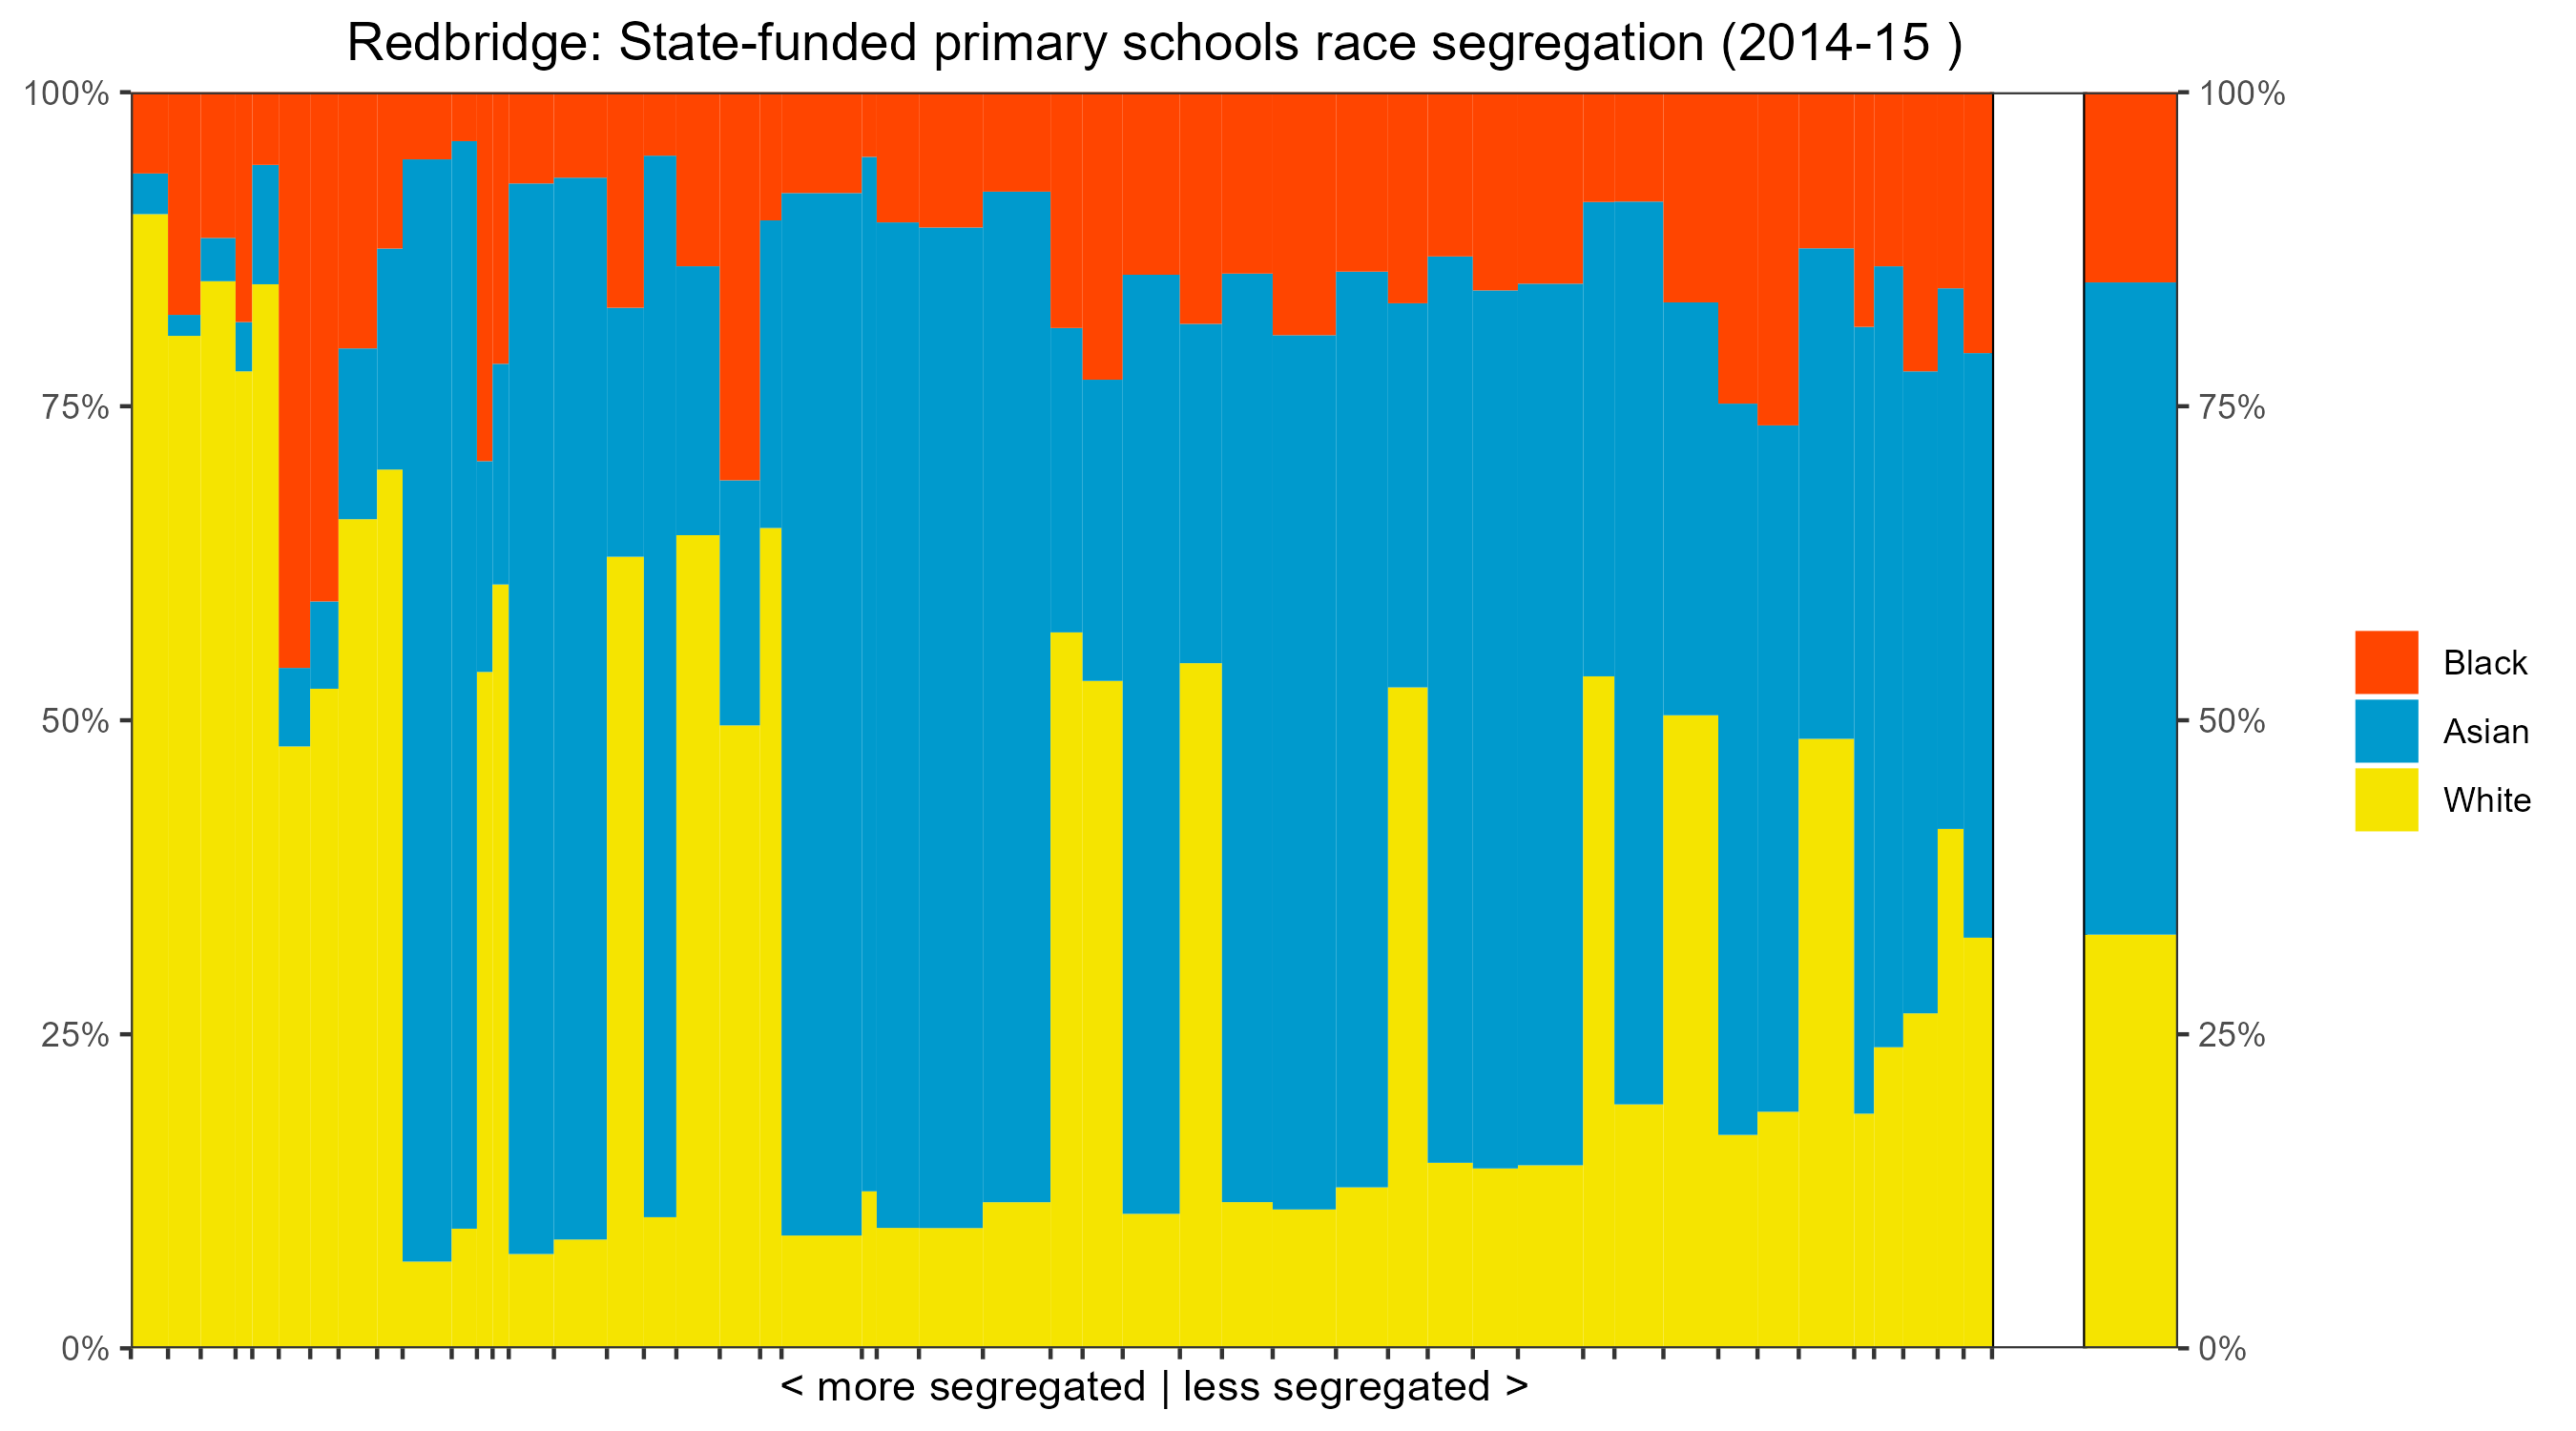 Redbridge: State-funded primary schools race segregation (2014-15 )
100%
75%
50%
25%
0%
100%
75%
50%
25%
0%
Black
Asian
White
< more segregated | less segregated >